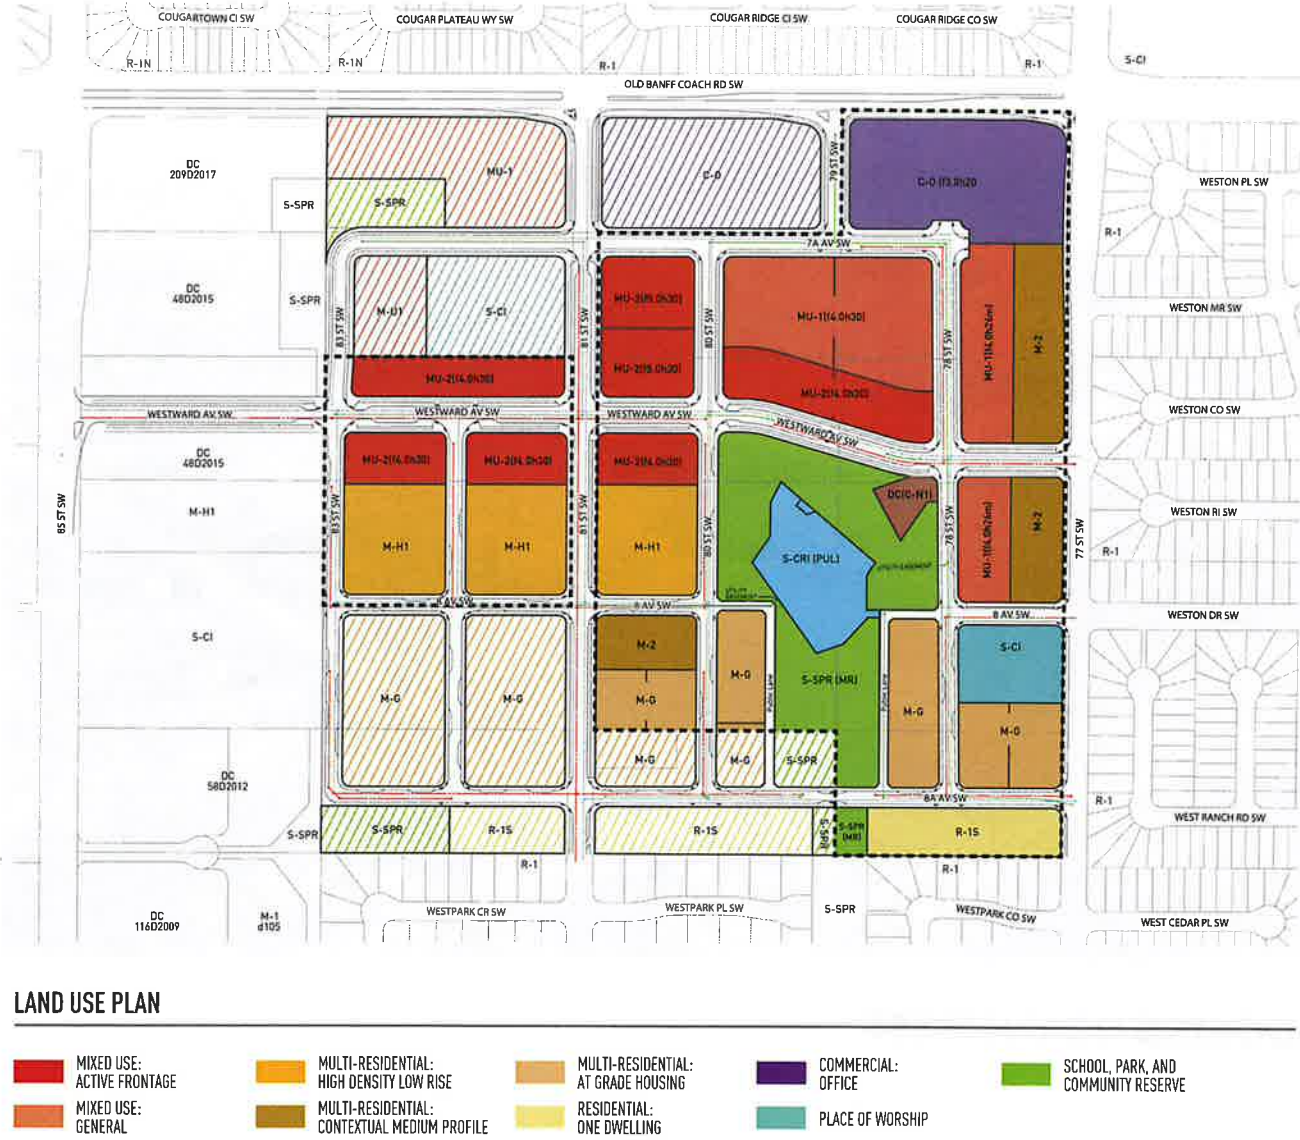 COUGARTOWN CI SW
COUGAR PLATEAU WY SW
COUGAR RIDGE CI SW
COUGAR RIDGE CO SW
R-1N
R-1N
R-1
R-1
S-CI
OLD BANFF COACH RD SW
DC
209D2017
S-SPR
S-SPR
MU-1
C-O
79 ST SW
C-O (f3.0h20
WESTON PL SW
R-1
7A AV SW
DC
48D2015
S-SPR
83 ST SW
M-U1
S-CI
81 ST SW
MU-2(f5.0h30)
80 ST SW
MU-1(f4.0h30)
78 ST SW
MU-1(f4.0h26m)
M-2
WESTON MR SW
MU-2(f5.0h30)
MU-2(f4.0h30)
MU-2(f4.0h30)
WESTWARD AV SW
WESTWARD AV SW
WESTWARD AV SW
WESTWARD AV SW
WESTON CO SW
DC
48D2015
MU-2(f4.0h30)
MU-2(f4.0h30)
MU-2(f4.0h30)
85 ST SW
M-H1
83 ST SW
M-H1
M-H1
81 ST SW
M-H1
80 ST SW
S-CRI (PUL)
DC(C-N1)
UTILITY EASEMENT
UTILITY
EASEMENT
78 ST SW
MU-1(f4.0h26m)
M-2
77 ST SW
WESTON RI SW
R-1
S-CI
8 AV SW
8 AV SW
8 AV SW
WESTON DR SW
M-G
M-G
M-2
M-G
M-G
Public Lane
S-SPR (MR)
Public Lane
M-G
S-CI
M-G
M-G
M-G
S-SPR
DC
58D2012
8A AV SW
R-1
S-SPR
S-SPR
R-1S
R-1S
S-SPR
S-SPR
(MR)
R-1S
WEST RANCH RD SW
R-1
R-1
DC
116D2009
M-1
d105
WESTPARK CR SW
WESTPARK PL SW
S-SPR
WESTPARK CO SW
WEST CEDAR PL SW
LAND USE PLAN
MIXED USE:
ACTIVE FRONTAGE
MULTI-RESIDENTIAL:
HIGH DENSITY LOW RISE
MULTI-RESIDENTIAL:
AT GRADE HOUSING
COMMERCIAL:
OFFICE
SCHOOL, PARK, AND
COMMUNITY RESERVE
MIXED USE:
GENERAL
MULTI-RESIDENTIAL:
CONTEXTUAL MEDIUM PROFILE
RESIDENTIAL:
ONE DWELLING
PLACE OF WORSHIP